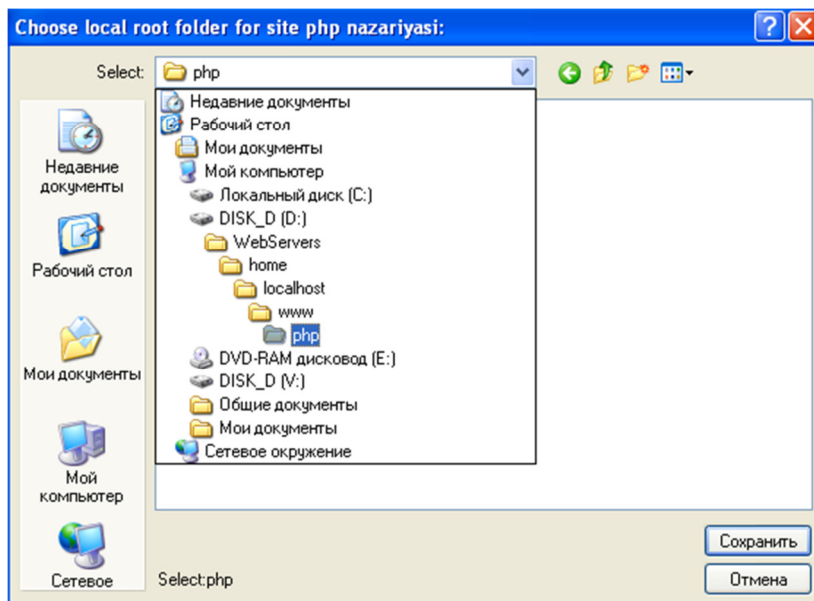 Choose local root folder for site php nazariyasi:
Select: php
Недавние документы
Рабочий стол
Мои документы
Мой компьютер
Локальный диск (C:)
DISK_D (D:)
WebServers
home
localhost
www
php
DVD-RAM дисковод (E:)
DISK_D (V:)
Общие документы
Мои документы
Сетевое окружение
Недавние
документы
Рабочий стол
Мои документы
Мой
компьютер
Сетевое
Select:php
Сохранить
Отмена